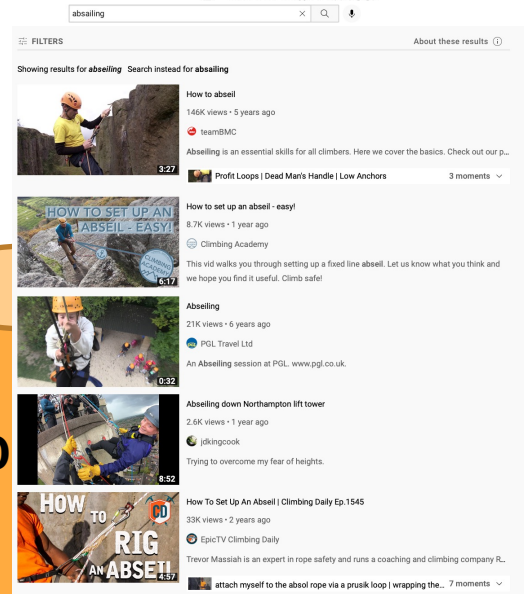 absailing
FILTERS
About these results
Showing results for abseiling Search instead for absailing
3:27
How to abseil
146K views • 5 years ago
teamBMC
Abseiling is an essential skills for all climbers. Here we cover the basics. Check out our p...
Profit Loops | Dead Man's Handle | Low Anchors 3 moments
HOW TO SET UP AN
ABSEIL - EASY!
CLIMBING
ACADEMY
6:17
How to set up an abseil - easy!
8.7K views • 1 year ago
Climbing Academy
This vid walks you through setting up a fixed line abseil. Let us know what you think and
we hope you find it useful. Climb safe!
0:32
Abseiling
21K views • 6 years ago
PGL Travel Ltd
An Abseiling session at PGL. www.pgl.co.uk.
8:52
Abseiling down Northampton lift tower
2.6K views • 1 year ago
jdkingcook
Trying to overcome my fear of heights.
HOW
TO
RIG
AN ABSEIL
CD
4:57
How To Set Up An Abseil | Climbing Daily Ep.1545
33K views • 2 years ago
EpicTV Climbing Daily
Trevor Massiah is an expert in rope safety and runs a coaching and climbing company R...
attach myself to the absol rope via a prusik loop | wrapping the... 7 moments